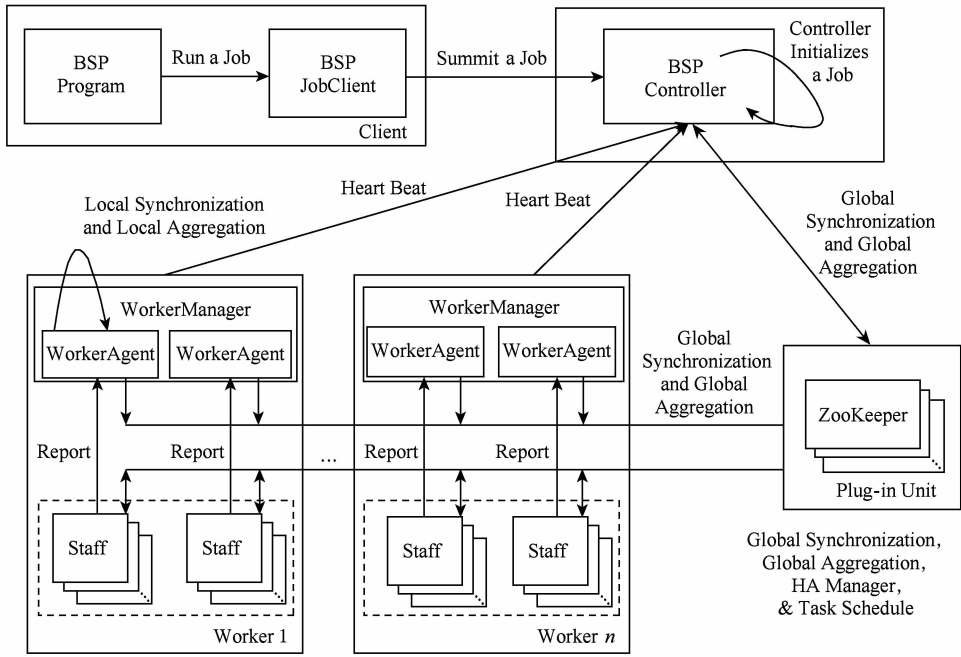 BSP
Program
Run a Job
BSP
JobClient
Client
Summit a Job
BSP
Controller
Controller
Initializes
a Job
Heart Beat
Heart Beat
Local Synchronization
and Local Aggregation
Global
Synchronization
and Global
Aggregation
WorkerManager
WorkerAgent
WorkerAgent
WorkerManager
WorkerAgent
WorkerAgent
Global
Synchronization
and Global
Aggregation
ZooKeeper
Plug-in Unit
Report
Report
...
Report
Report
Staff
Staff
Staff
Staff
Worker 1
Worker n
Global Synchronization,
Global Aggregation,
HA Manager,
& Task Schedule